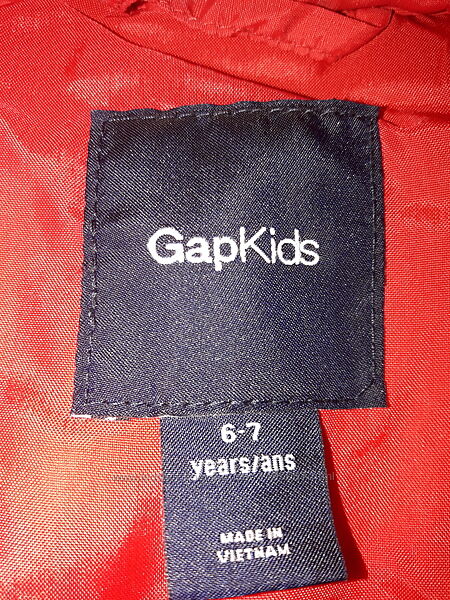 GapKids
6-7
years/ans
MADE IN
VIETNAM